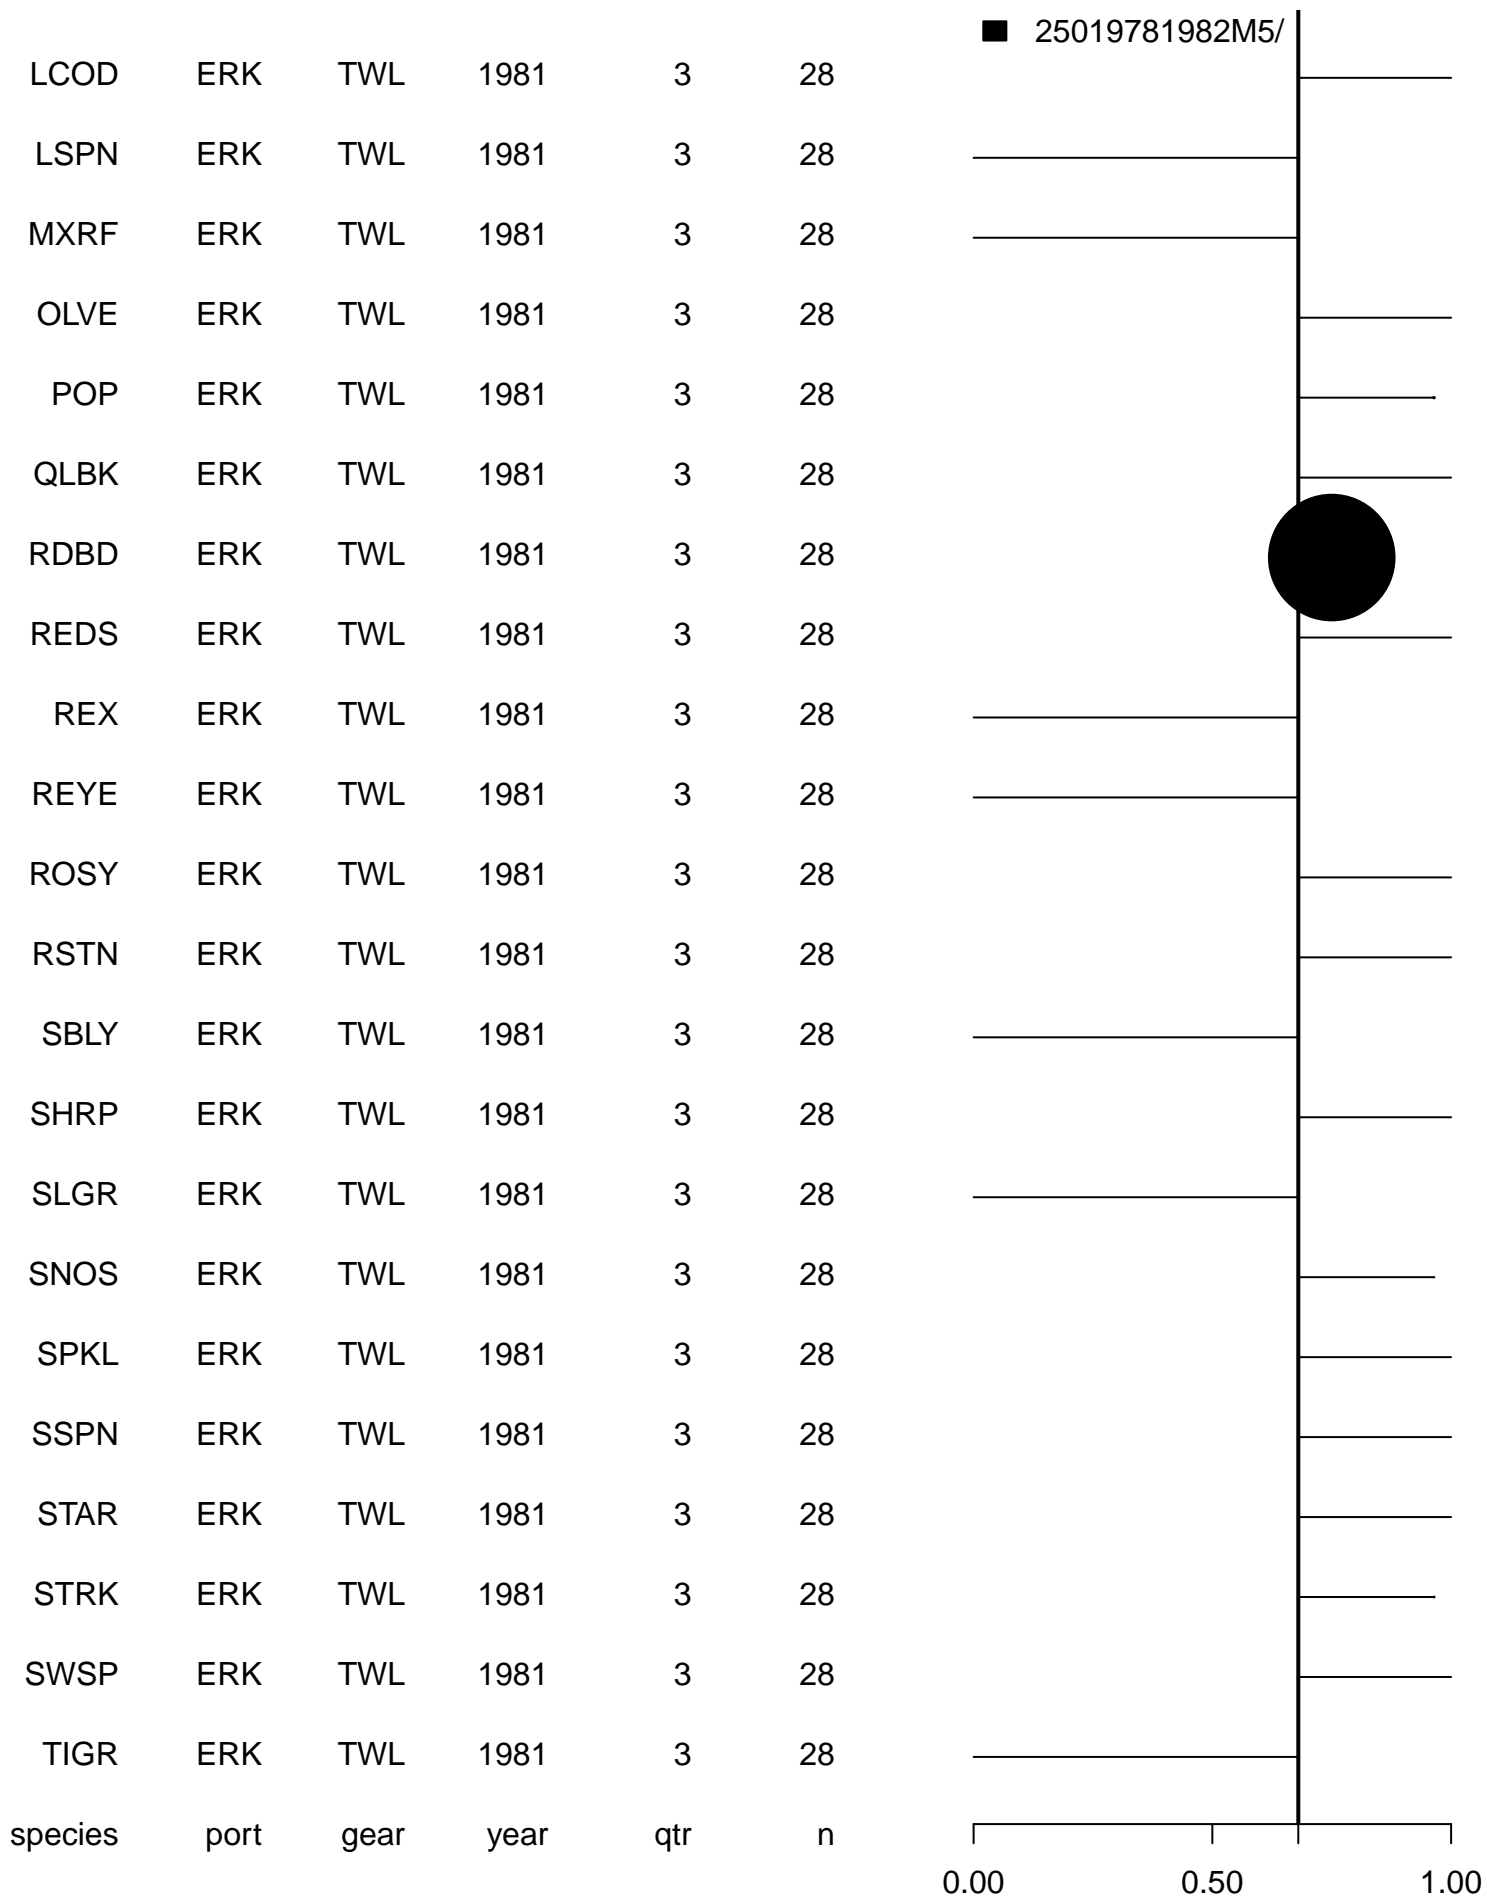 25019781982M5/
LCOD ERK TWL 1981 3 28
LSPN ERK TWL 1981 3 28
MXRF ERK TWL 1981 3 28
OLVE ERK TWL 1981 3 28
POP ERK TWL 1981 3 28
QLBK ERK TWL 1981 3 28
RDBD ERK TWL 1981 3 28
REDS ERK TWL 1981 3 28
REX ERK TWL 1981 3 28
REYE ERK TWL 1981 3 28
ROSY ERK TWL 1981 3 28
RSTN ERK TWL 1981 3 28
SBLY ERK TWL 1981 3 28
SHRP ERK TWL 1981 3 28
SLGR ERK TWL 1981 3 28
SNOS ERK TWL 1981 3 28
SPKL ERK TWL 1981 3 28
SSPN ERK TWL 1981 3 28
STAR ERK TWL 1981 3 28
STRK ERK TWL 1981 3 28
SWSP ERK TWL 1981 3 28
TIGR ERK TWL 1981 3 28
species port gear year qtr n
0.00 0.50 1.00